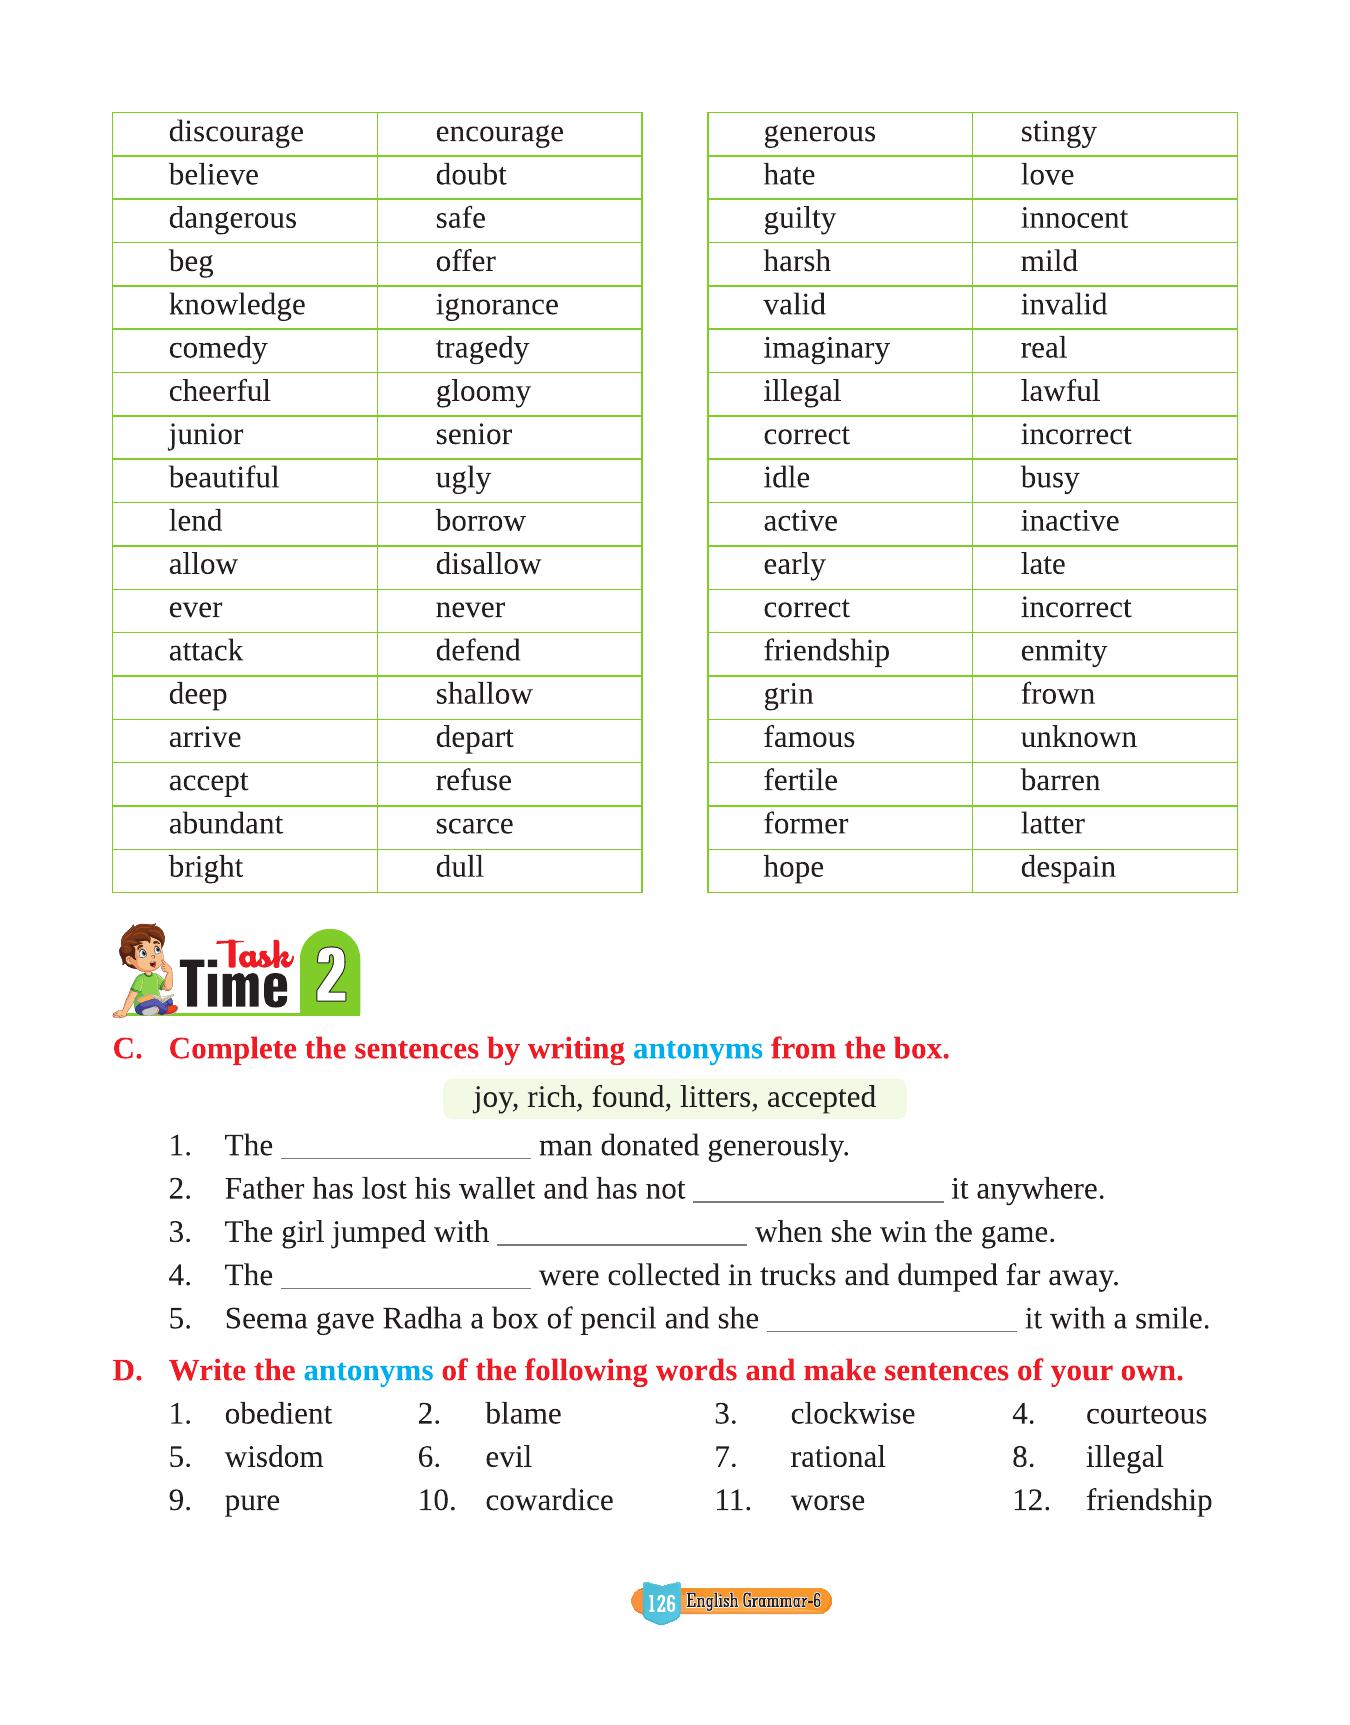 discourage encourage generous stingy
believe doubt hate love
dangerous safe guilty innocent
beg offer harsh mild
knowledge ignorance valid invalid
comedy tragedy imaginary real
cheerful gloomy illegal lawful
junior senior correct incorrect
beautiful ugly idle busy
lend borrow active inactive
allow disallow early late
ever never correct incorrect
attack defend friendship enmity
deep shallow grin frown
arrive depart famous unknown
accept refuse fertile barren
abundant scarce former latter
bright dull hope despain
Task
Time 2
C. Complete the sentences by writing antonyms from the box.
joy, rich, found, litters, accepted
1. The ________________ man donated generously.
2. Father has lost his wallet and has not ________________ it anywhere.
3. The girl jumped with ________________ when she win the game.
4. The ________________ were collected in trucks and dumped far away.
5. Seema gave Radha a box of pencil and she ________________ it with a smile.
D. Write the antonyms of the following words and make sentences of your own.
1. obedient 2. blame 3. clockwise 4. courteous
5. wisdom 6. evil 7. rational 8. illegal
9. pure 10. cowardice 11. worse 12. friendship
126 English Grammar-6